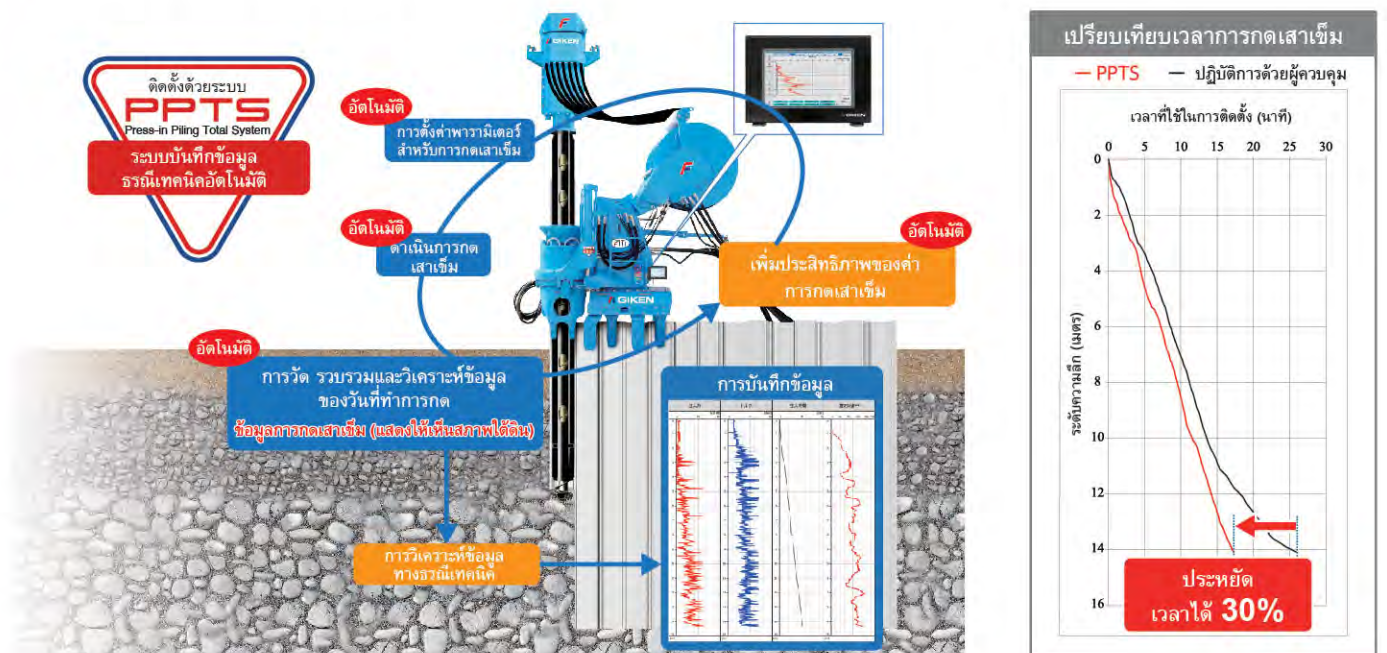 ติดตั้งด้วยระบบ
PPTS
Press-in Piling Total System
ระบบบันทึกข้อมูล
ธรณีเทคนิคอัตโนมัติ
F
GIKEN
GIKEN
อัตโนมัติ
การตั้งค่าพารามิเตอร์
สำหรับการกดเสาเข็ม
F
อัตโนมัติ
ดาเนินการกด
เสาเข็ม
อัตโนมัติ
เพิ่มประสิทธิภาพของค่า
การกดเสาเข็ม
GIKEN
อัตโนมัติ
การวัด รวบรวมและวิเคราะห์ข้อมูล
ของวันที่ทำการกด
ข้อมูลการกดเสาเข็ม (แสดงให้เห็นสภาพใต้ดิน)
การวิเคราะห์ข้อมูล
ทางธรณีเทคนิค
การบันทึกข้อมูล
เปรียบเทียบเวลาการกดเสาเข็ม
PPTS ปฏิบัติการด้วยผู้ควบคุม
เวลาที่ใช้ในการติดตั้ง (นาที)
0 5 10 15 20 25 30
ระดับความลึก (เมตร)
0
2
4
6
8
10
12
14
16
ประหยัด
เวลาได้ 30%